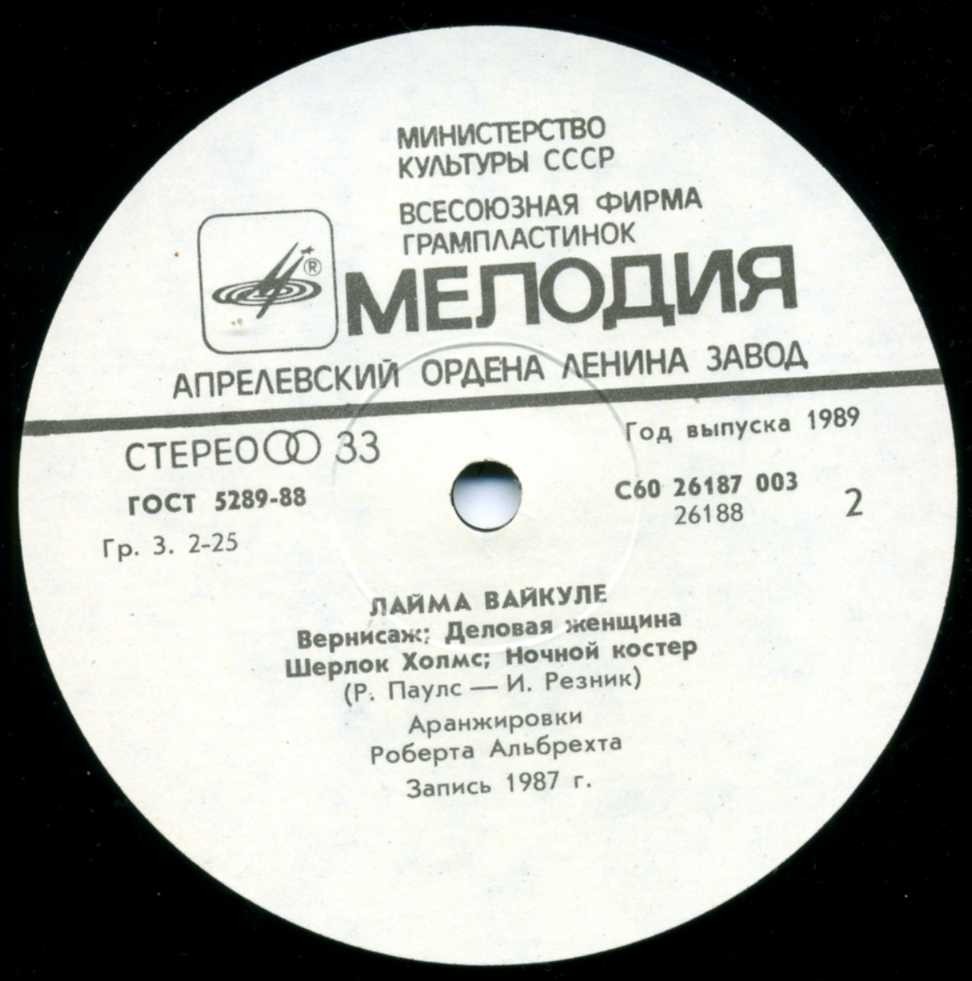 МИНИСТЕРСТВО
КУЛЬТУРЫ СССР
ВСЕСОЮЗНАЯ ФИРМА
ГРАМПЛАСТИНОК
®
МЕЛОДИЯ
АПРЕЛЕВСКИЙ ОРДЕНА ЛЕНИНА ЗАВОД
СТЕРЕО 33
Год выпуска 1989
ГОСТ 5289-88
С60 26187 003
26188
2
Гр. 3. 2-25
ЛАЙМА ВАЙКУЛЕ
Вернисаж; Деловая женщина
Шерлок Холмс; Ночной костер
(Р. Паулс — И. Резник)
Аранжировки
Роберта Альбрехта
Запись 1987 г.